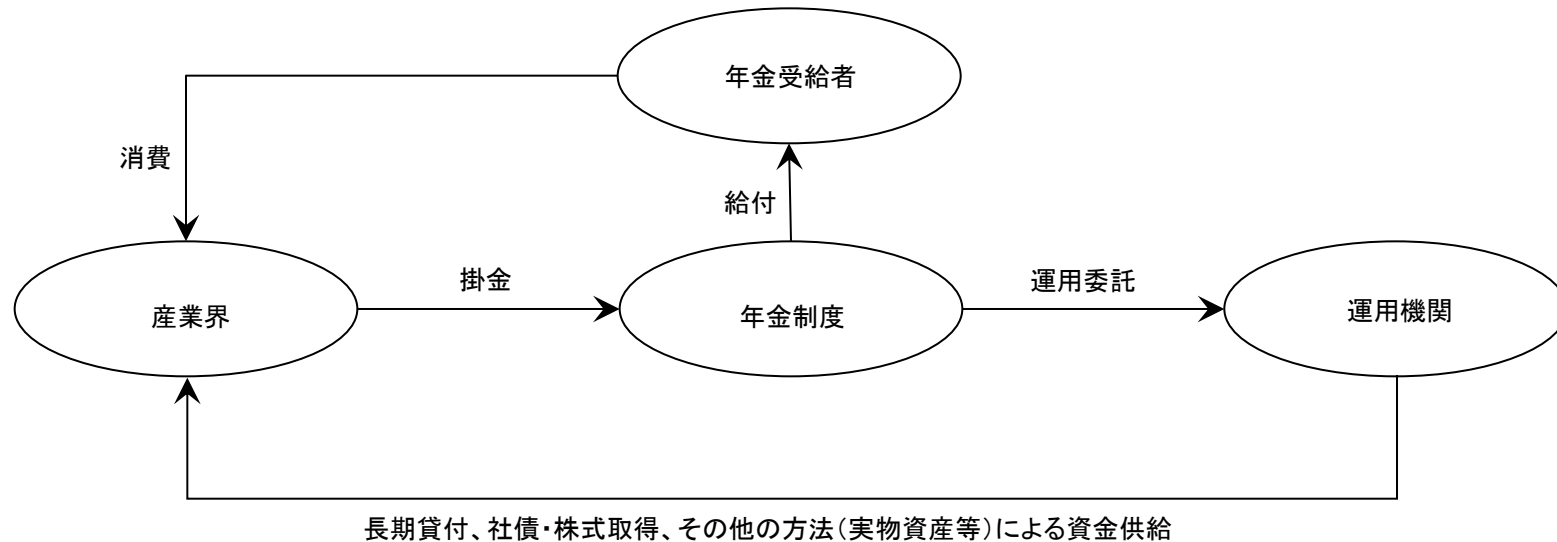 年金受給者
消費
給付
産業界
掛金
年金制度
運用委託
運用機関
長期貸付、社債・株式取得、その他の方法(実物資産等)による資金供給